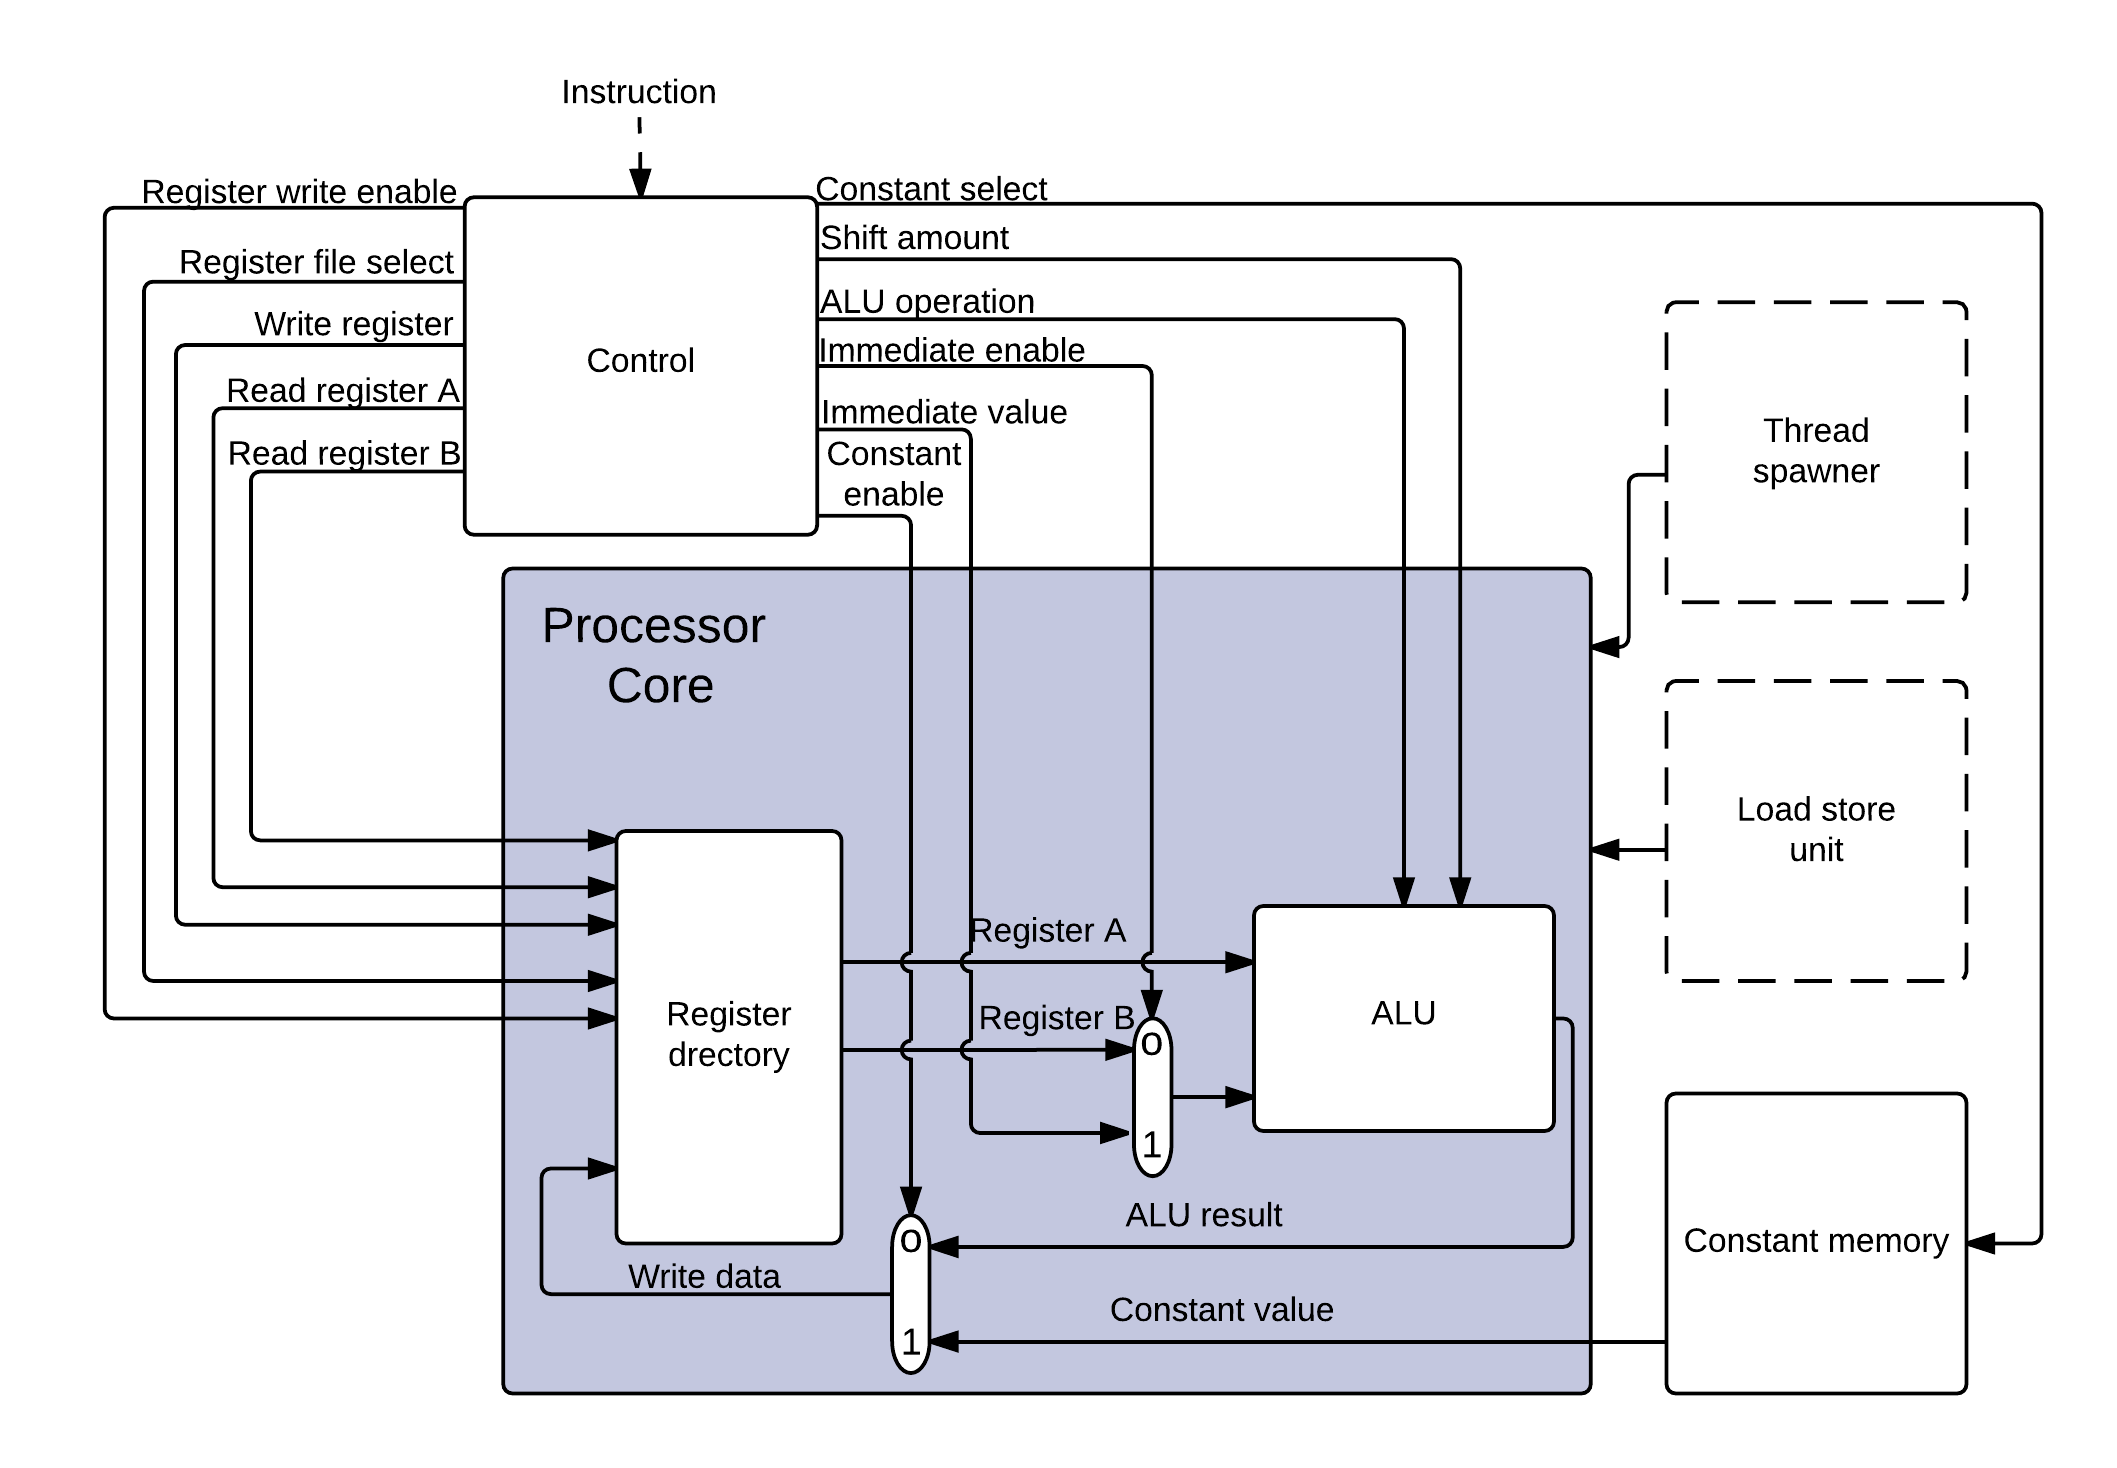 Instruction
Register write enable
Constant select
Shift amount
Register file select
ALU operation
Write register
Immediate enable
Control
Read register A
Immediate value
Read register B
Constant
enable
Thread
spawner
Processor
Core
Load store
unit
Register A
Register
drectory
Register B
0
1
ALU
ALU result
0
1
Write data
Constant value
Constant memory